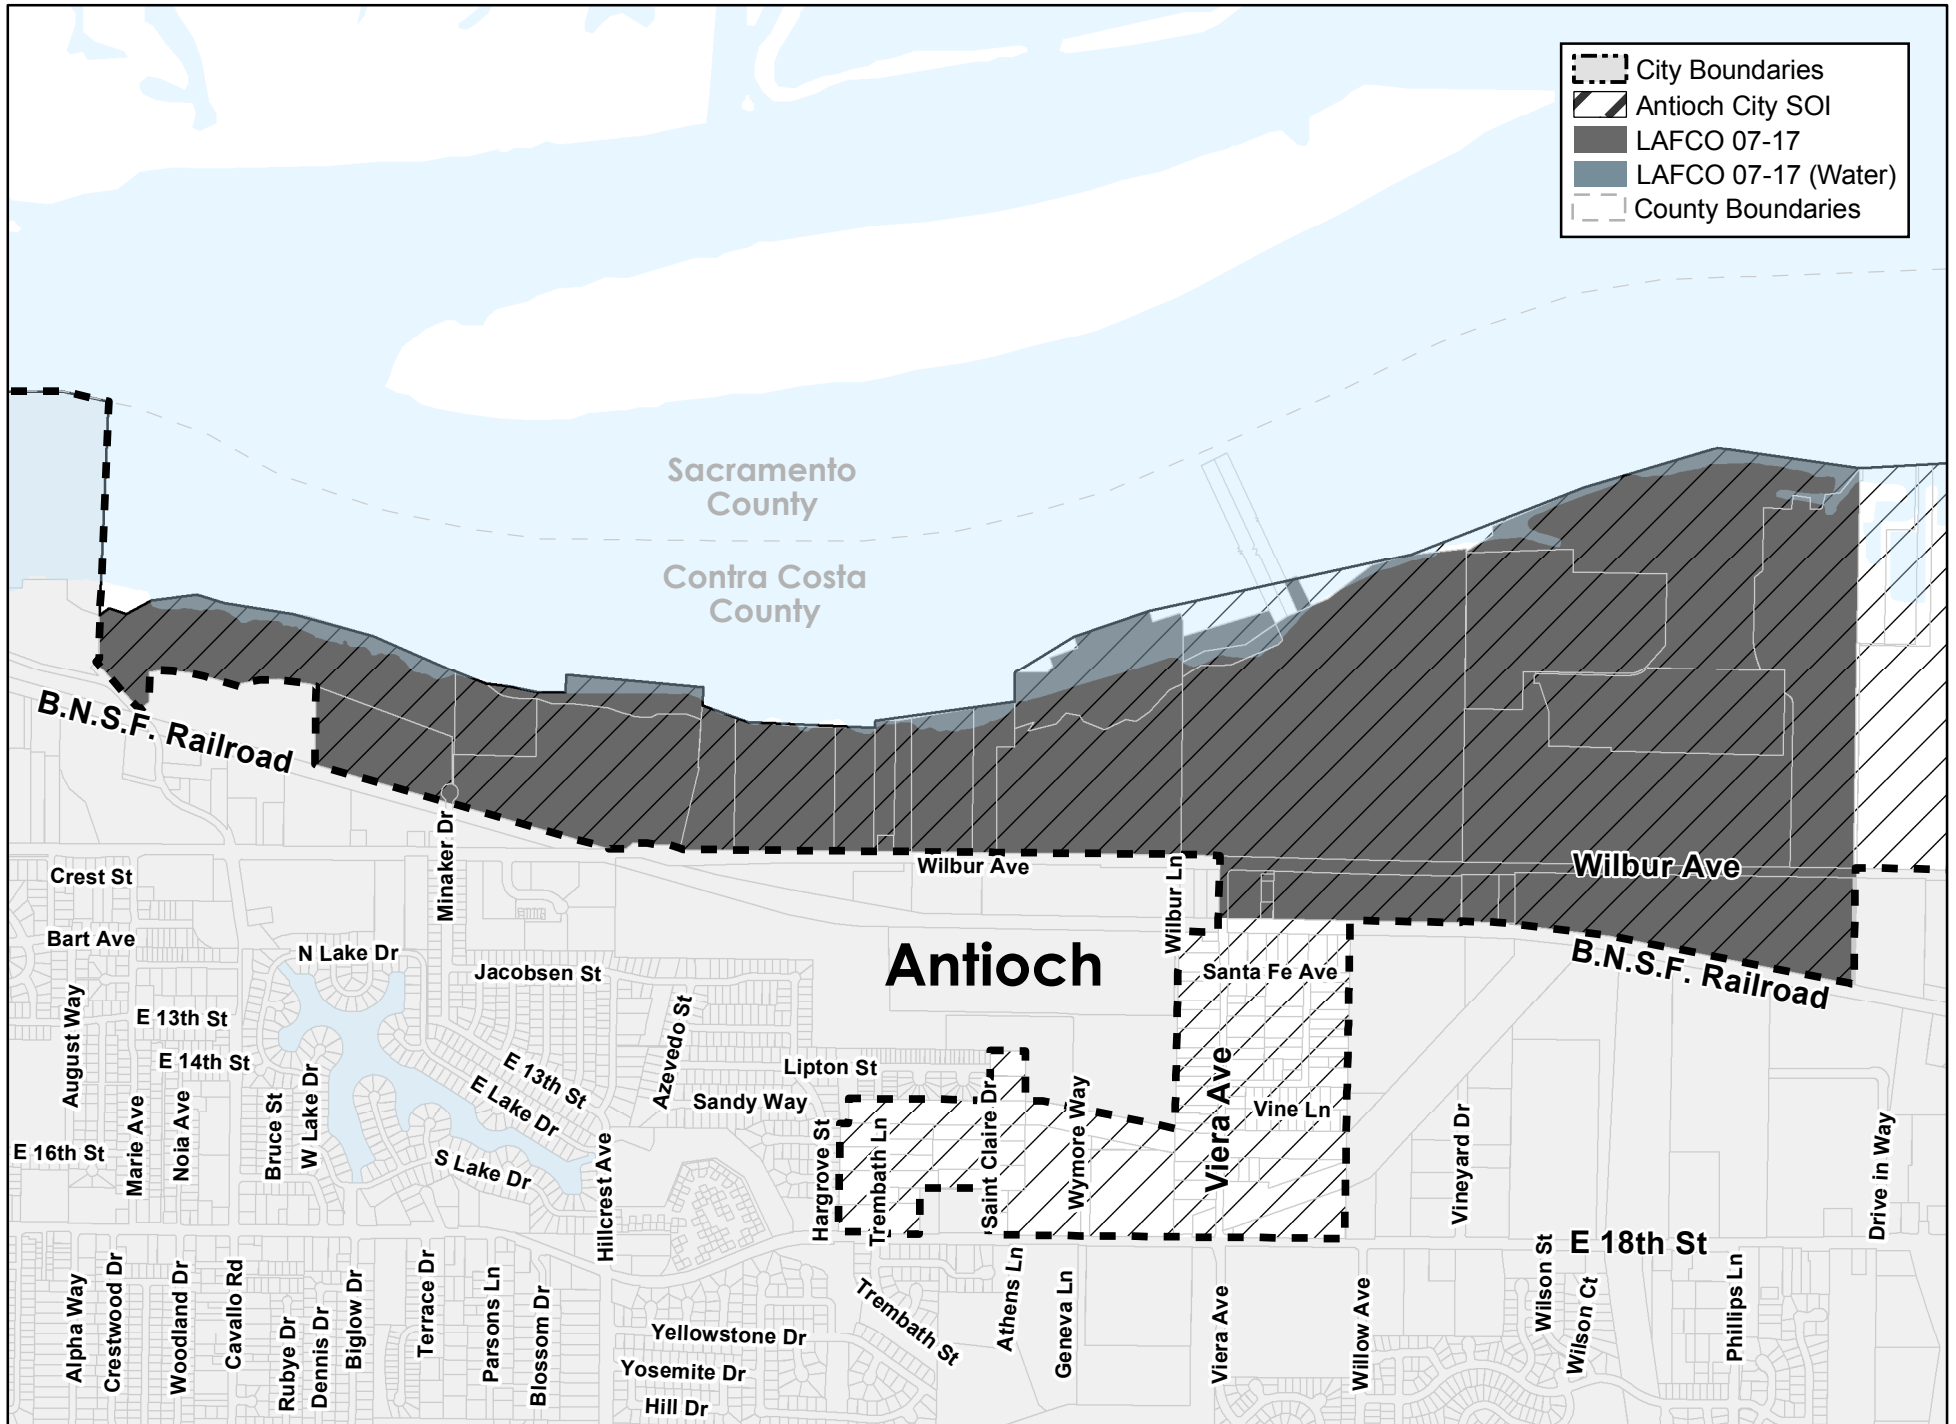 City Boundaries
Antioch City SOI
LAFCO 07-17
LAFCO 07-17 (Water)
County Boundaries
Sacramento
County
Contra Costa
County
B.N.S.F. Railroad
Minaker Dr
Wilbur Ave
Wilbur Ln
Wilbur Ave
Crest St
Bart Ave
N Lake Dr
Jacobsen St
Antioch
Santa Fe Ave
B.N.S.F. Railroad
August Way
E 13th St
E 14th St
Azevedo St
E 13th St
E Lake Dr
Lipton St
Sandy Way
Viera Ave
Vine Ln
E 16th St
Marie Ave
Noia Ave
Bruce St
W Lake Dr
S Lake Dr
Hillcrest Ave
Hargrove St
Trembath Ln
Saint Claire Dr
Wymore Way
Vineyard Dr
Drive in Way
E 18th St
Alpha Way
Crestwood Dr
Woodland Dr
Cavallo Rd
Rubye Dr
Dennis Dr
Biglow Dr
Terrace Dr
Parsons Ln
Blossom Dr
Yellowstone Dr
Yosemite Dr
Hill Dr
Trembath St
Athens Ln
Geneva Ln
Viera Ave
Willow Ave
Wilson St
Wilson Ct
Phillips Ln